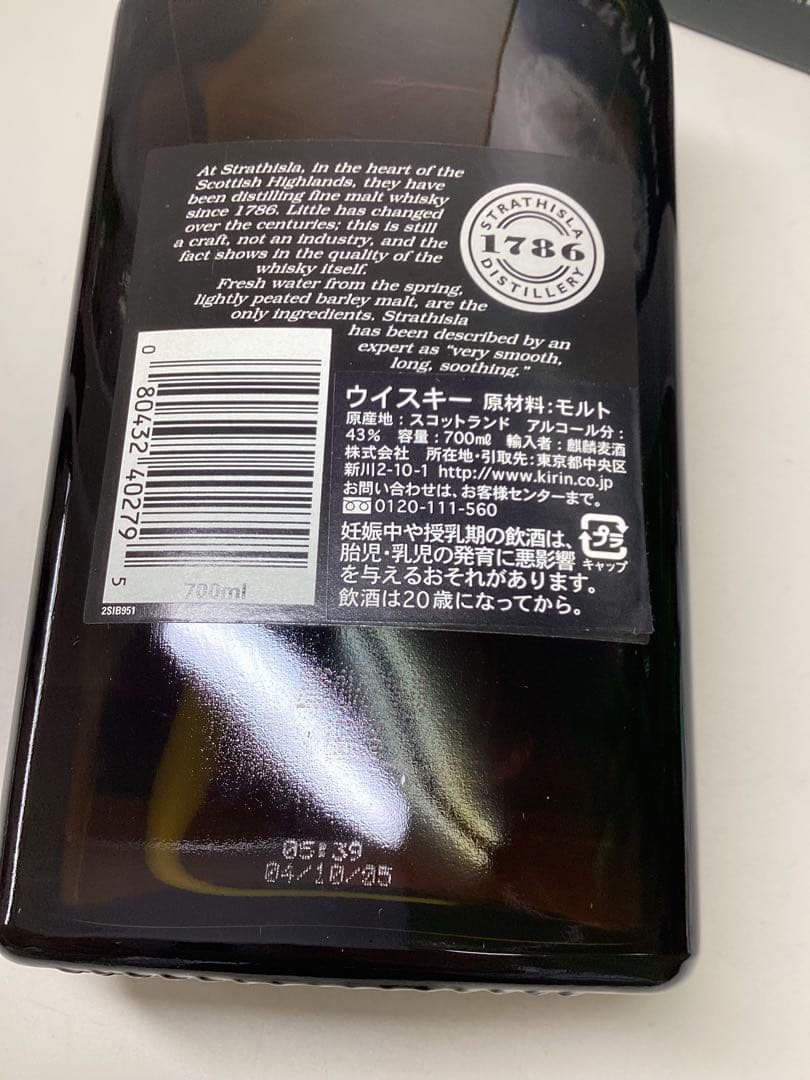 At Strathisla, in the heart of the
Scottish Highlands, they have
been distilling fine malt whisky
since 1786. Little has changed
over the centuries; this is still
a craft, not an industry, and the
fact shows in the quality of the
whisky itself.
Fresh water from the spring,
lightly peated barley malt, are the
only ingredients. Strathisla
has been described by an
expert as "very smooth,
long, soothing."
STRATHISLA
1786
DISTILLERY
0 80432 40279 5
700ml
2SIB951
ウイスキー 原材料:モルト
原産地:スコットランド アルコール分:
43% 容量:700mℓ 輸入者:麒麟麦酒
株式会社 所在地・引取先:東京都中央区
新川2-10-1 http://www.kirin.co.jp
お問い合わせは、お客様センターまで。
0120-111-560
妊娠中や授乳期の飲酒は、
胎児・乳児の発育に悪影響
を与えるおそれがあります。
飲酒は20歳になってから。
プラ
キャップ
05:39
04/10/05